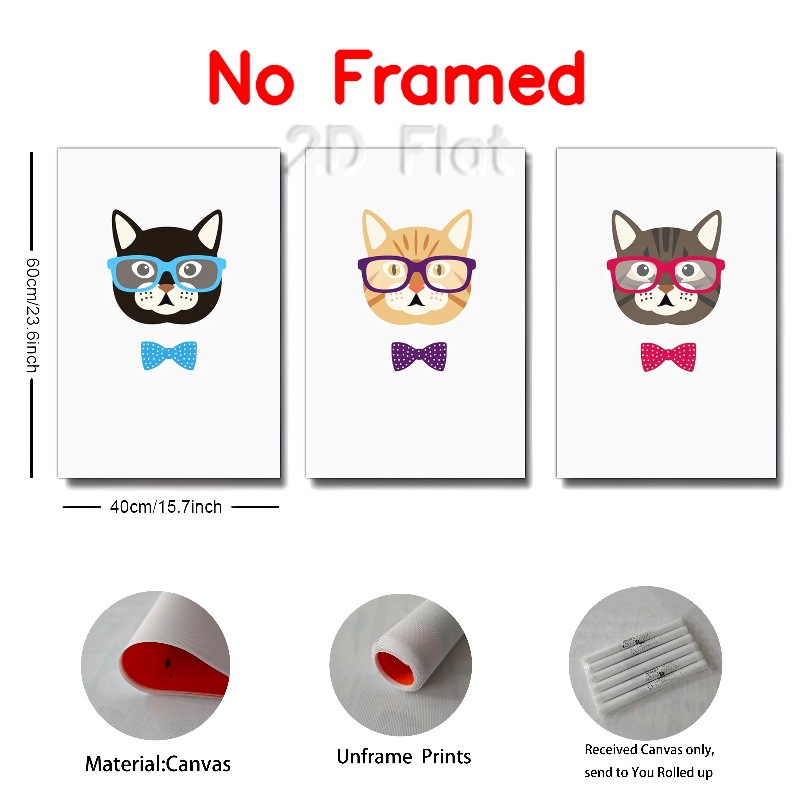 No Framed
2D Flat
60cm/23.6inch
40cm/15.7inch
Material:Canvas
Unframe Prints
Received Canvas only,
send to You Rolled up